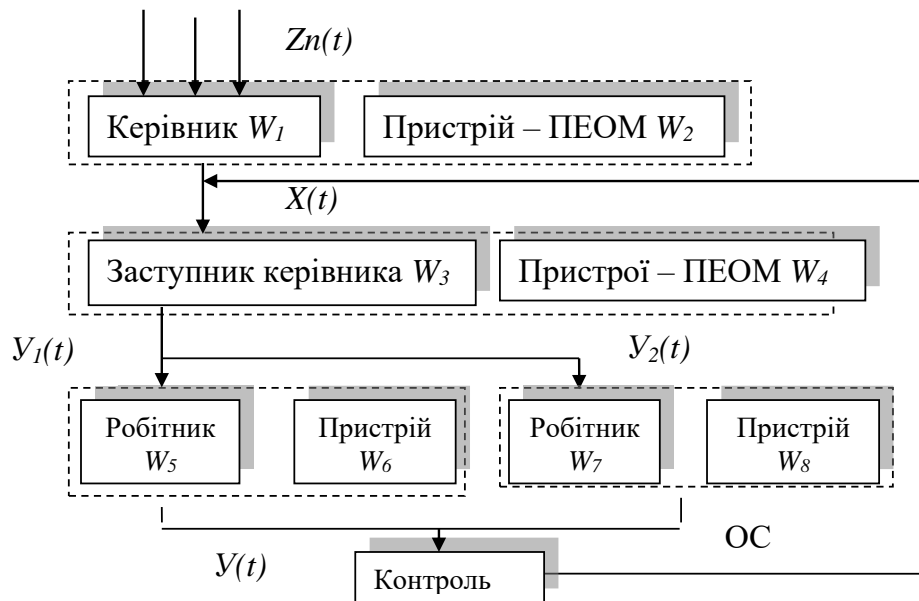 Zn(t)
Керівник W1
Пристрій – ПЕОМ W2
X(t)
Заступник керівника W3
Пристрої – ПЕОМ W4
У1(t)
У2(t)
Робітник
W5
Пристрій
W6
Робітник
W7
Пристрій
W8
У(t)
ОС
Контроль